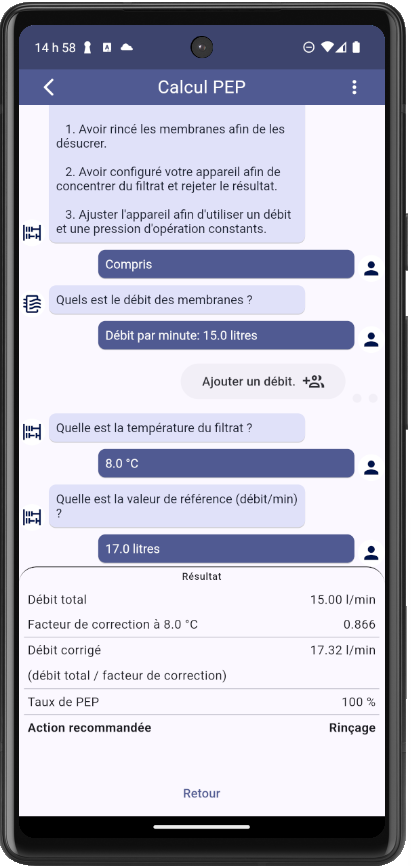 14 h 58
Calcul PEP
1. Avoir rincé les membranes afin de les
désucrer.
2. Avoir configuré votre appareil afin de
concentrer du filtrat et rejeter le résultat.
3. Ajuster l'appareil afin d'utiliser un débit
et une pression d'opération constants.
Compris
Quels est le débit des membranes ?
Débit par minute: 15.0 litres
Ajouter un débit.
Quelle est la température du filtrat ?
8.0 °C
Quelle est la valeur de référence (débit/min)
?
17.0 litres
Résultat
Débit total 15.00 l/min
Facteur de correction à 8.0 °C 0.866
Débit corrigé 17.32 l/min
(débit total / facteur de correction)
Taux de PEP 100 %
Action recommandée Rinçage
Retour